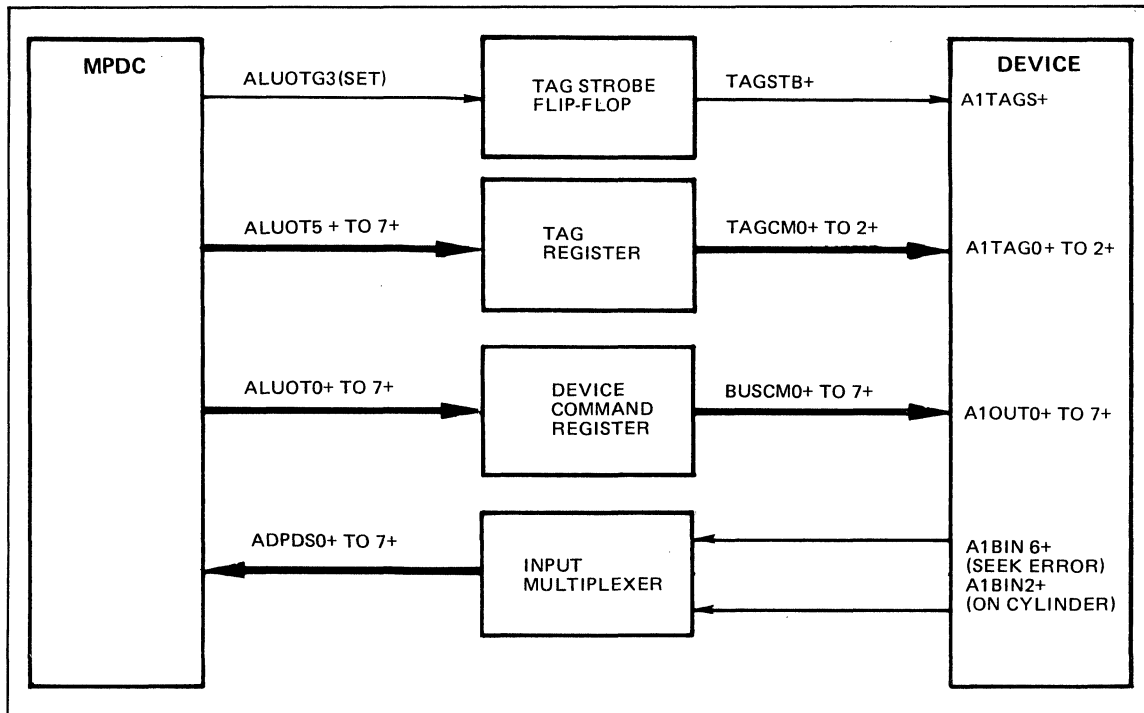 MPDC
DEVICE
ALUOTG3(SET)
TAG STROBE
FLIP-FLOP
TAGSTB+
A1TAGS+
ALUOT5 + TO 7+
TAG
REGISTER
TAGCM0+ TO 2+
A1TAG0+ TO 2+
ALUOT0+ TO 7+
DEVICE
COMMAND
REGISTER
BUSCM0+ TO 7+
A1OUT0+ TO 7+
ADPDS0+ TO 7+
INPUT
MULTIPLEXER
A1BIN 6+
(SEEK ERROR)
A1BIN2+
(ON CYLINDER)